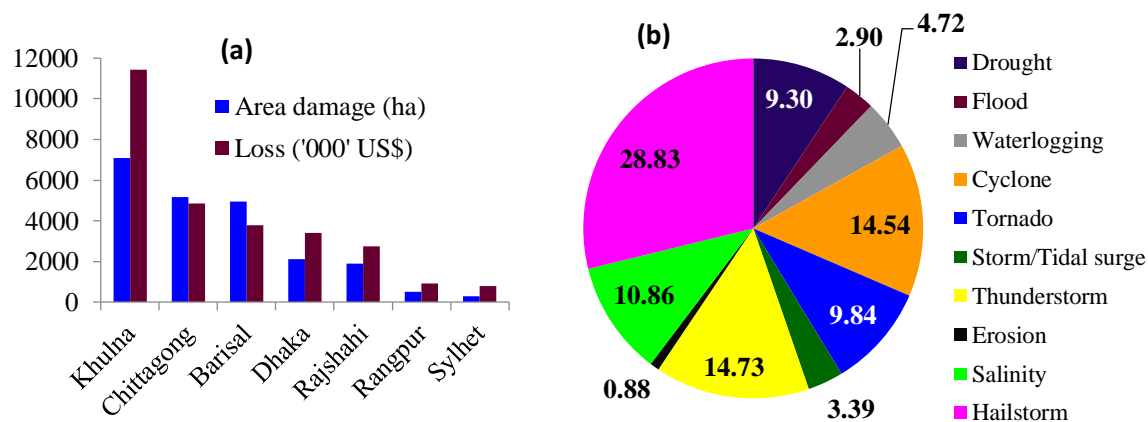 (a)
12000
10000
8000
6000
4000
2000
0
Area damage (ha)
Loss ('000' US$)
Khulna
Chittagong
Barisal
Dhaka
Rajshahi
Rangpur
Sylhet
(b)
9.30
2.90
4.72
14.54
9.84
3.39
14.73
0.88
10.86
28.83
Drought
Flood
Waterlogging
Cyclone
Tornado
Storm/Tidal surge
Thunderstorm
Erosion
Salinity
Hailstorm